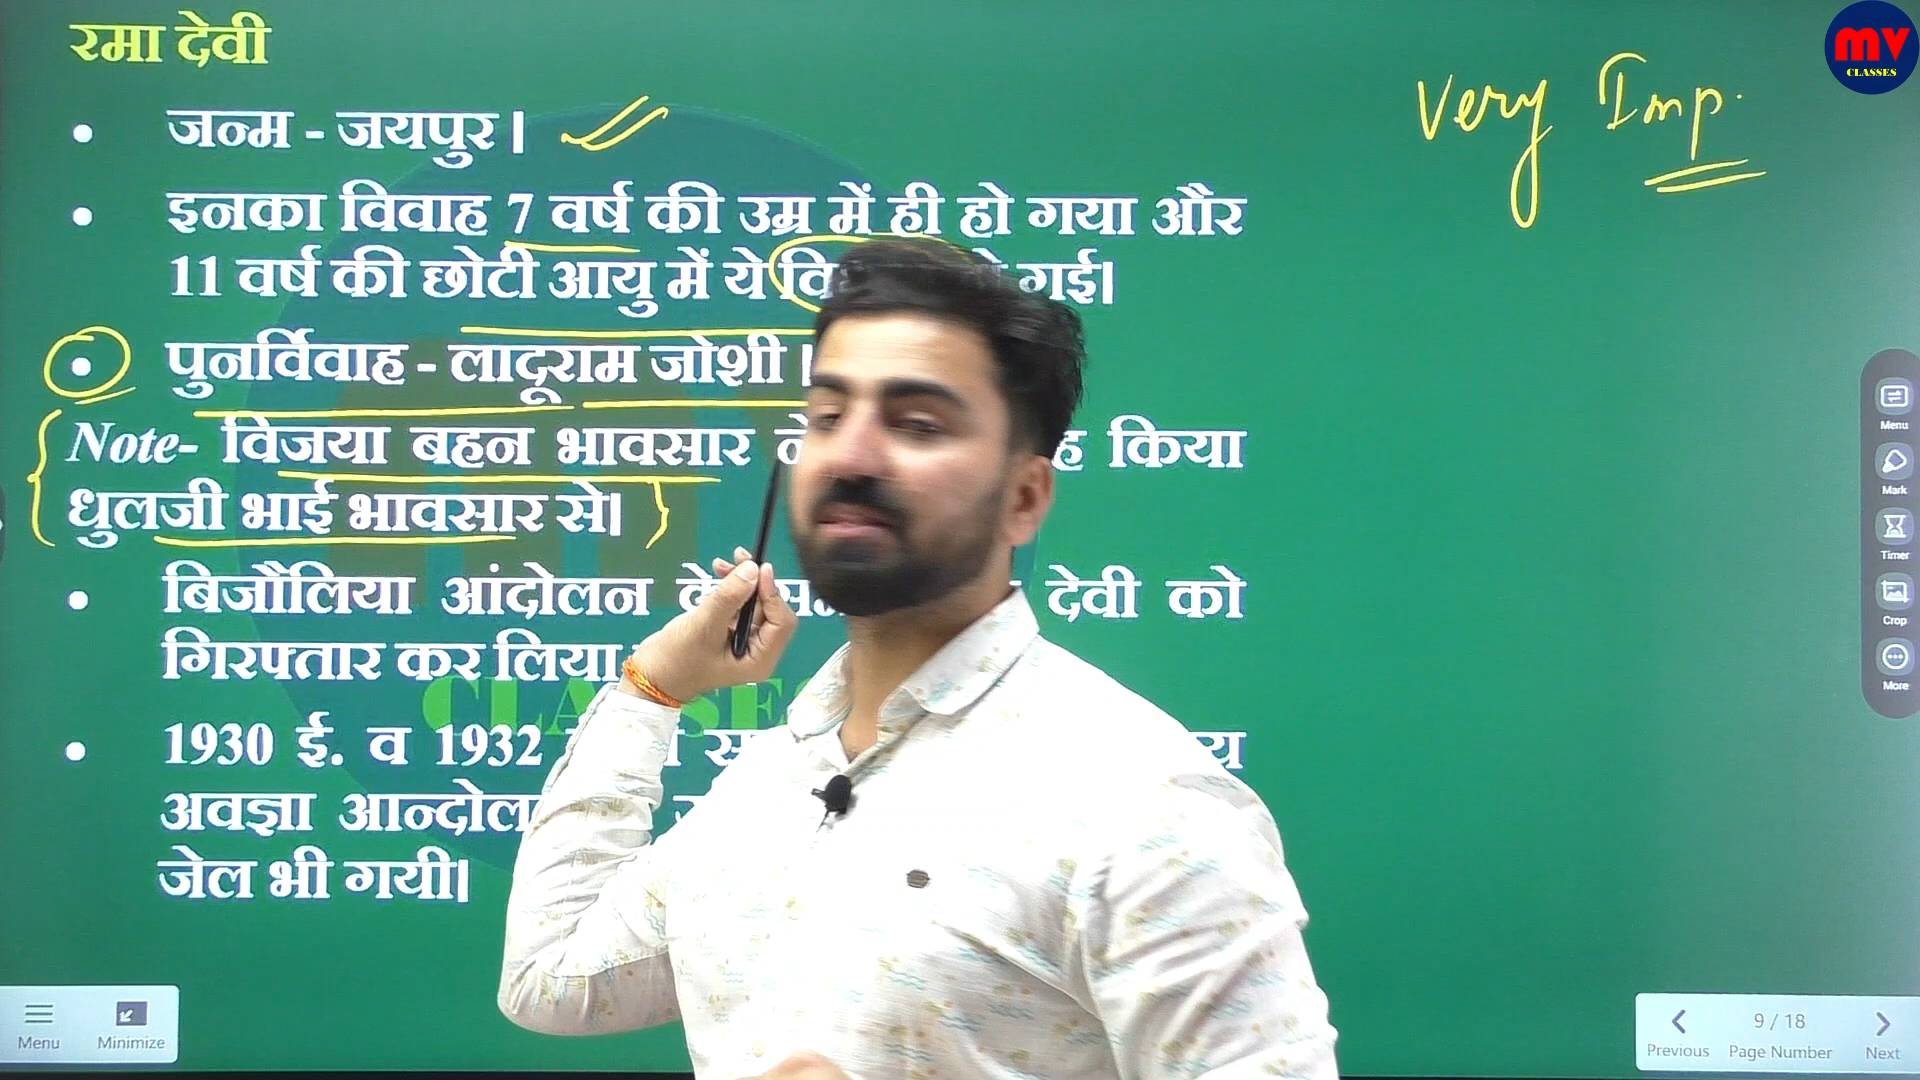 रमा देवी
Very Imp.
MV
CLASSES
• जन्म - जयपुर।
• इनका विवाह 7 वर्ष की उम्र में ही हो गया और
11 वर्ष की छोटी आयु में ये गई।
• पुनर्विवाह - लादूराम जोशी।
Note- विजया बहन भावसार ने किया
धुलजी भाई भावसार से।
• बिजौलिया आंदोलन के देवी को
गिरफ्तार कर लिया
• 1930 ई. व 1932
अवज्ञा
जेल भी गयी।
CLASSES
Menu
Mark
Timer
Crop
More
Menu Minimize
9 / 18
Previous Page Number Next